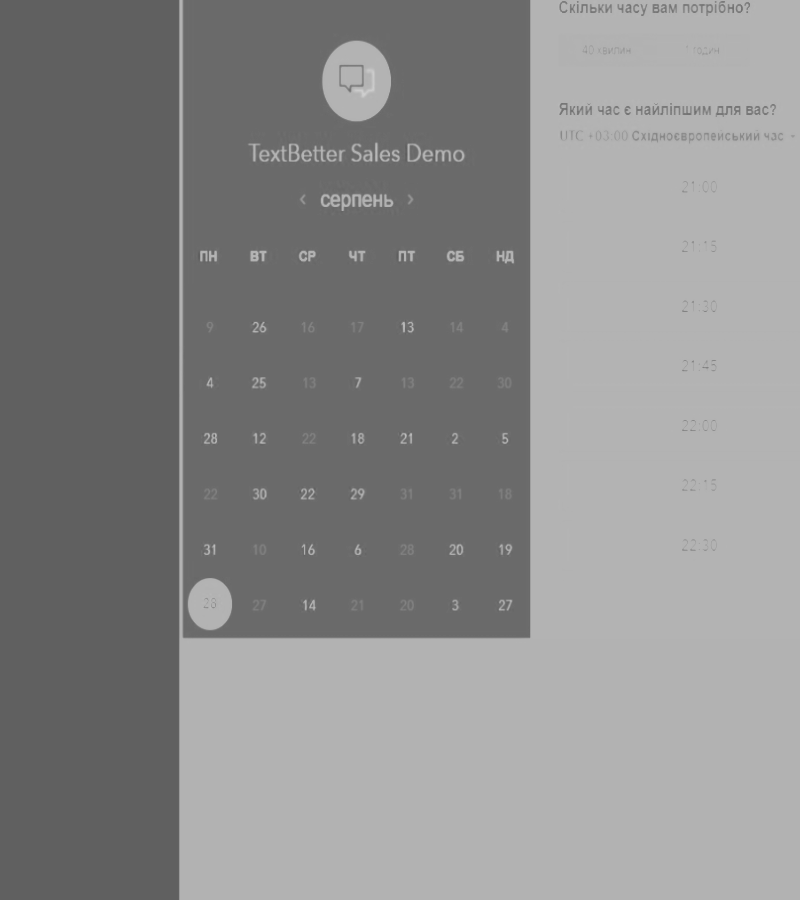 TextBetter Sales Demo
‹ серпень ›
ПН ВТ СР ЧТ ПТ СБ НД
9 26 16 17 13 14 4
4 25 13 7 13 22 30
28 12 22 18 21 2 5
22 30 22 29 31 31 18
31 10 16 6 28 20 19
28 27 14 21 20 3 27
Скільки часу вам потрібно?
40 хвилин 1 годин
Який час є найліпшим для вас?
UTC +03:00 Східноєвропейський час
21:00
21:15
21:30
21:45
22:00
22:15
22:30